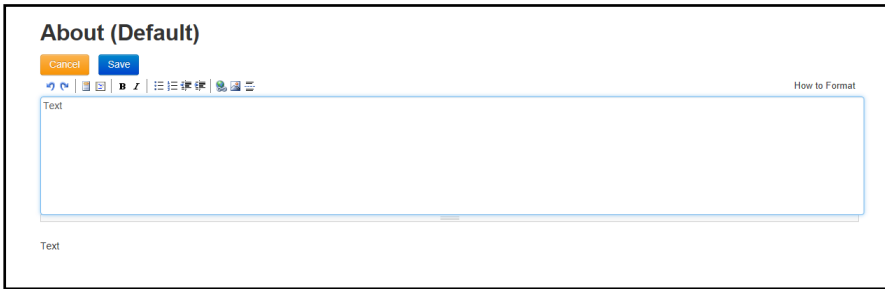 About (Default)
Cancel Save
B I How to Format
Text
Text